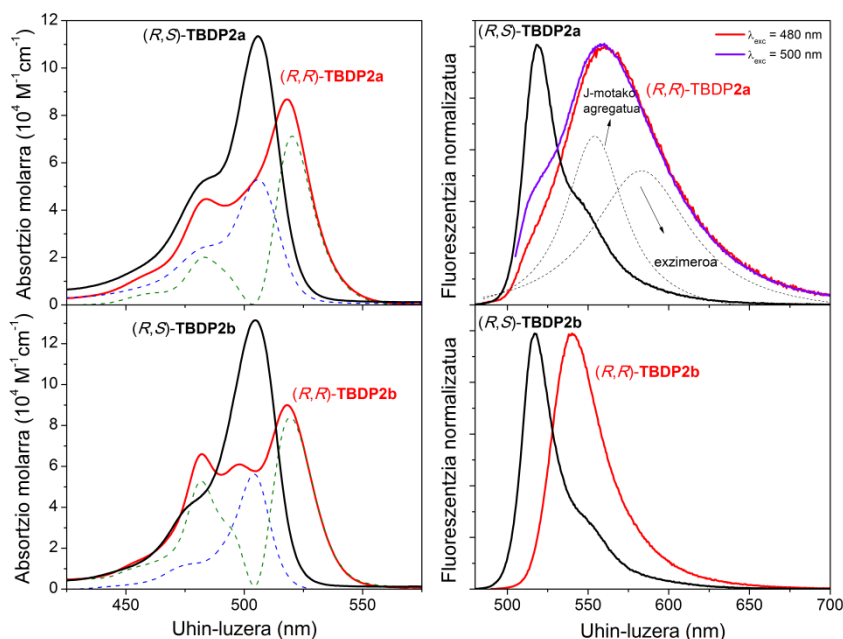 12
10
8
6
4
2
0
Absortzio molarra (10⁴ M⁻¹cm⁻¹)
(R,S)-TBDP2a
(R,R)-TBDP2a
12
10
8
6
4
2
0
Absortzio molarra (10⁴ M⁻¹cm⁻¹)
(R,S)-TBDP2b
(R,R)-TBDP2b
450 500 550
Uhin-luzera (nm)
Fluoreszentzia normalizatua
(R,S)-TBDP2a
λexc = 480 nm
λexc = 500 nm
(R,R)-TBDP2a
J-motako
agregatua
exzimeroa
Fluoreszentzia normalizatua
(R,S)-TBDP2b
(R,R)-TBDP2b
500 550 600 650 700
Uhin-luzera (nm)